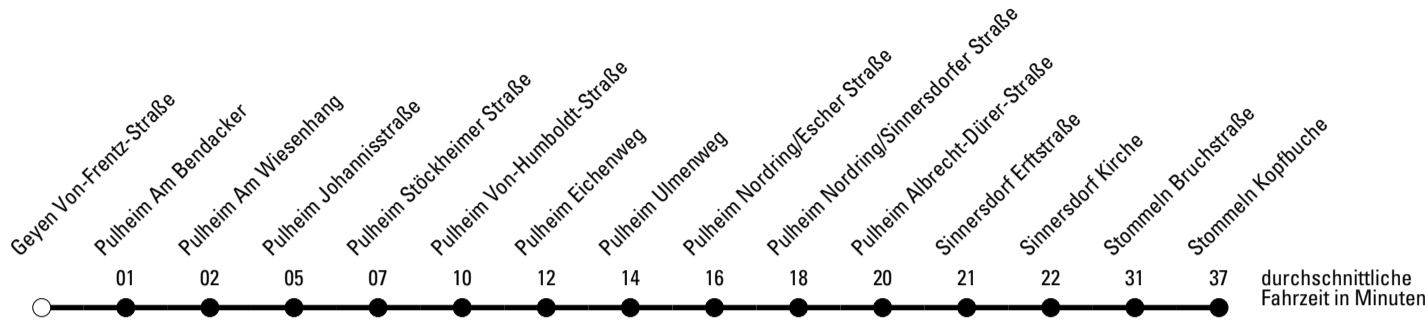 Geyen Von-Frentz-Straße
Pulheim Am Bendacker
Pulheim Am Wiesenhang
Pulheim Johannisstraße
Pulheim Stöckheimer Straße
Pulheim Von-Humboldt-Straße
Pulheim Eichenweg
Pulheim Ulmenweg
Pulheim Nordring/Escher Straße
Pulheim Nordring/Sinnersdorfer Straße
Pulheim Albrecht-Dürer-Straße
Sinnersdorf Erftstraße
Sinnersdorf Kirche
Stommeln Bruchstraße
Stommeln Kopfbuche
01 02 05 07 10 12 14 16 18 20 21 22 31 37
durchschnittliche
Fahrzeit in Minuten